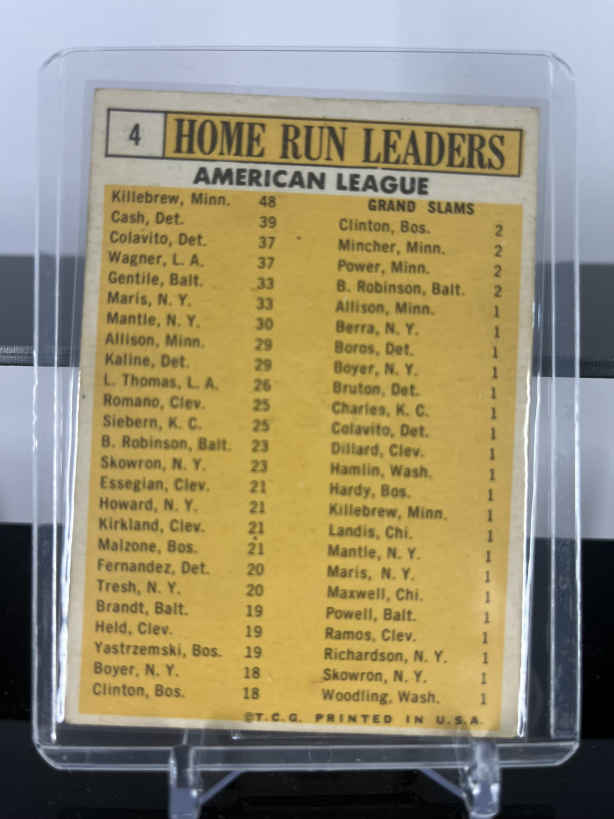 4 HOME RUN LEADERS
AMERICAN LEAGUE
Killebrew, Minn. 48
Cash, Det. 39
Colavito, Det. 37
Wagner, L. A. 37
Gentile, Balt. 33
Maris, N. Y. 33
Mantle, N. Y. 30
Allison, Minn. 29
Kaline, Det. 29
L. Thomas, L. A. 26
Romano, Clev. 25
Siebern, K. C. 25
B. Robinson, Balt. 23
Skowron, N. Y. 23
Essegian, Clev. 21
Howard, N. Y. 21
Kirkland, Clev. 21
Malzone, Bos. 21
Fernandez, Det. 20
Tresh, N. Y. 20
Brandt, Balt. 19
Held, Clev. 19
Yastrzemski, Bos. 19
Boyer, N. Y. 18
Clinton, Bos. 18
GRAND SLAMS
Clinton, Bos. 2
Mincher, Minn. 2
Power, Minn. 2
B. Robinson, Balt. 2
Allison, Minn. 1
Berra, N. Y. 1
Boros, Det. 1
Boyer, N. Y. 1
Bruton, Det. 1
Charles, K. C. 1
Colavito, Det. 1
Dillard, Clev. 1
Hamlin, Wash. 1
Hardy, Bos. 1
Killebrew, Minn. 1
Landis, Chi. 1
Mantle, N. Y. 1
Maris, N. Y. 1
Maxwell, Chi. 1
Powell, Balt. 1
Ramos, Clev. 1
Richardson, N. Y. 1
Skowron, N. Y. 1
Woodling, Wash. 1
©T.C.G. PRINTED IN U.S.A.